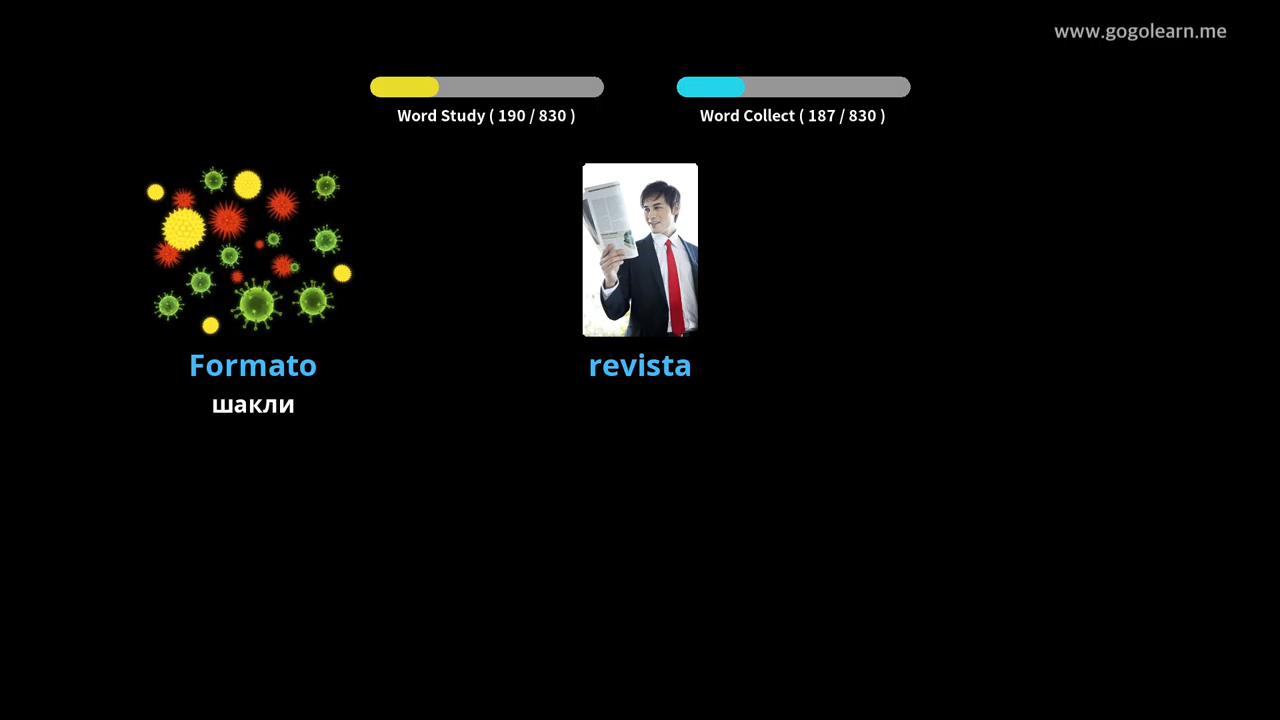 www.gogolearn.me
Word Study ( 190 / 830 )
Word Collect ( 187 / 830 )
Formato
шакли
revista